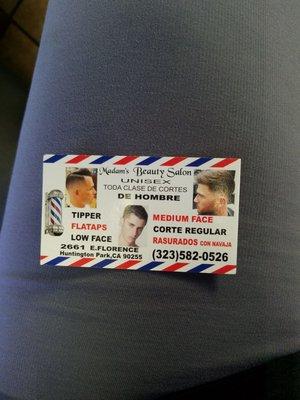 Madam's Beauty Salon
UNISEX
TODA CLASE DE CORTES
DE HOMBRE
TIPPER
FLATAPS
LOW FACE
MEDIUM FACE
CORTE REGULAR
RASURADOS CON NAVAJA
2661 E.FLORENCE
Huntington Park,CA 90255
(323)582-0526